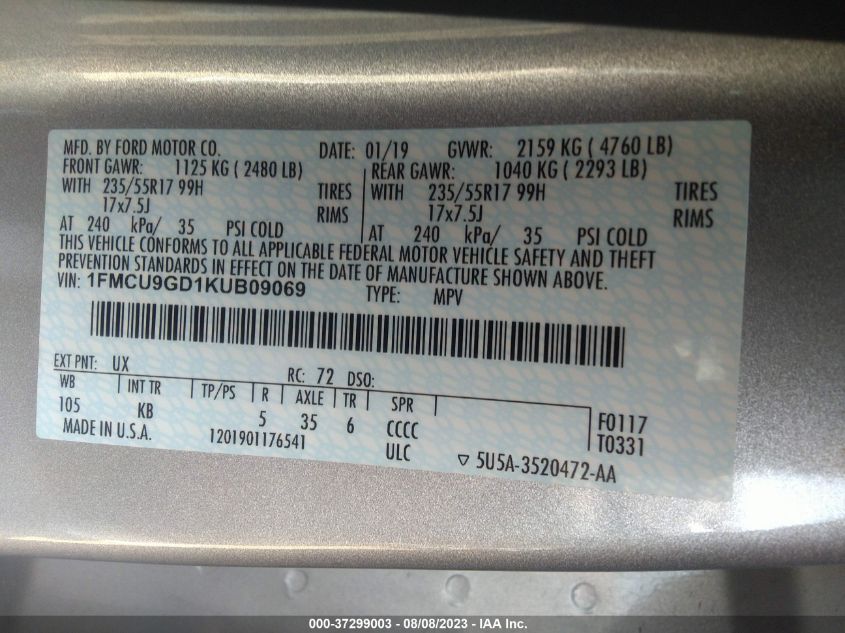 MFD. BY FORD MOTOR CO. DATE: 01/19 GVWR: 2159 KG ( 4760 LB)
FRONT GAWR: 1125 KG ( 2480 LB) REAR GAWR: 1040 KG ( 2293 LB)
WITH 235/55R17 99H TIRES WITH 235/55R17 99H TIRES
17x7.5J RIMS 17x7.5J RIMS
AT 240 kPa/ 35 PSI COLD AT 240 kPa/ 35 PSI COLD
THIS VEHICLE CONFORMS TO ALL APPLICABLE FEDERAL MOTOR VEHICLE SAFETY AND THEFT
PREVENTION STANDARDS IN EFFECT ON THE DATE OF MANUFACTURE SHOWN ABOVE.
VIN: 1FMCU9GD1KUB09069 TYPE: MPV
EXT PNT: UX RC: 72 DSO:
WB INT TR TP/PS R AXLE TR SPR
105 KB 5 35 6 CCCC F0117
MADE IN U.S.A. 1201901176541 ULC T0331
▽ 5U5A-3520472-AA
000-37299003 - 08/08/2023 - IAA Inc.